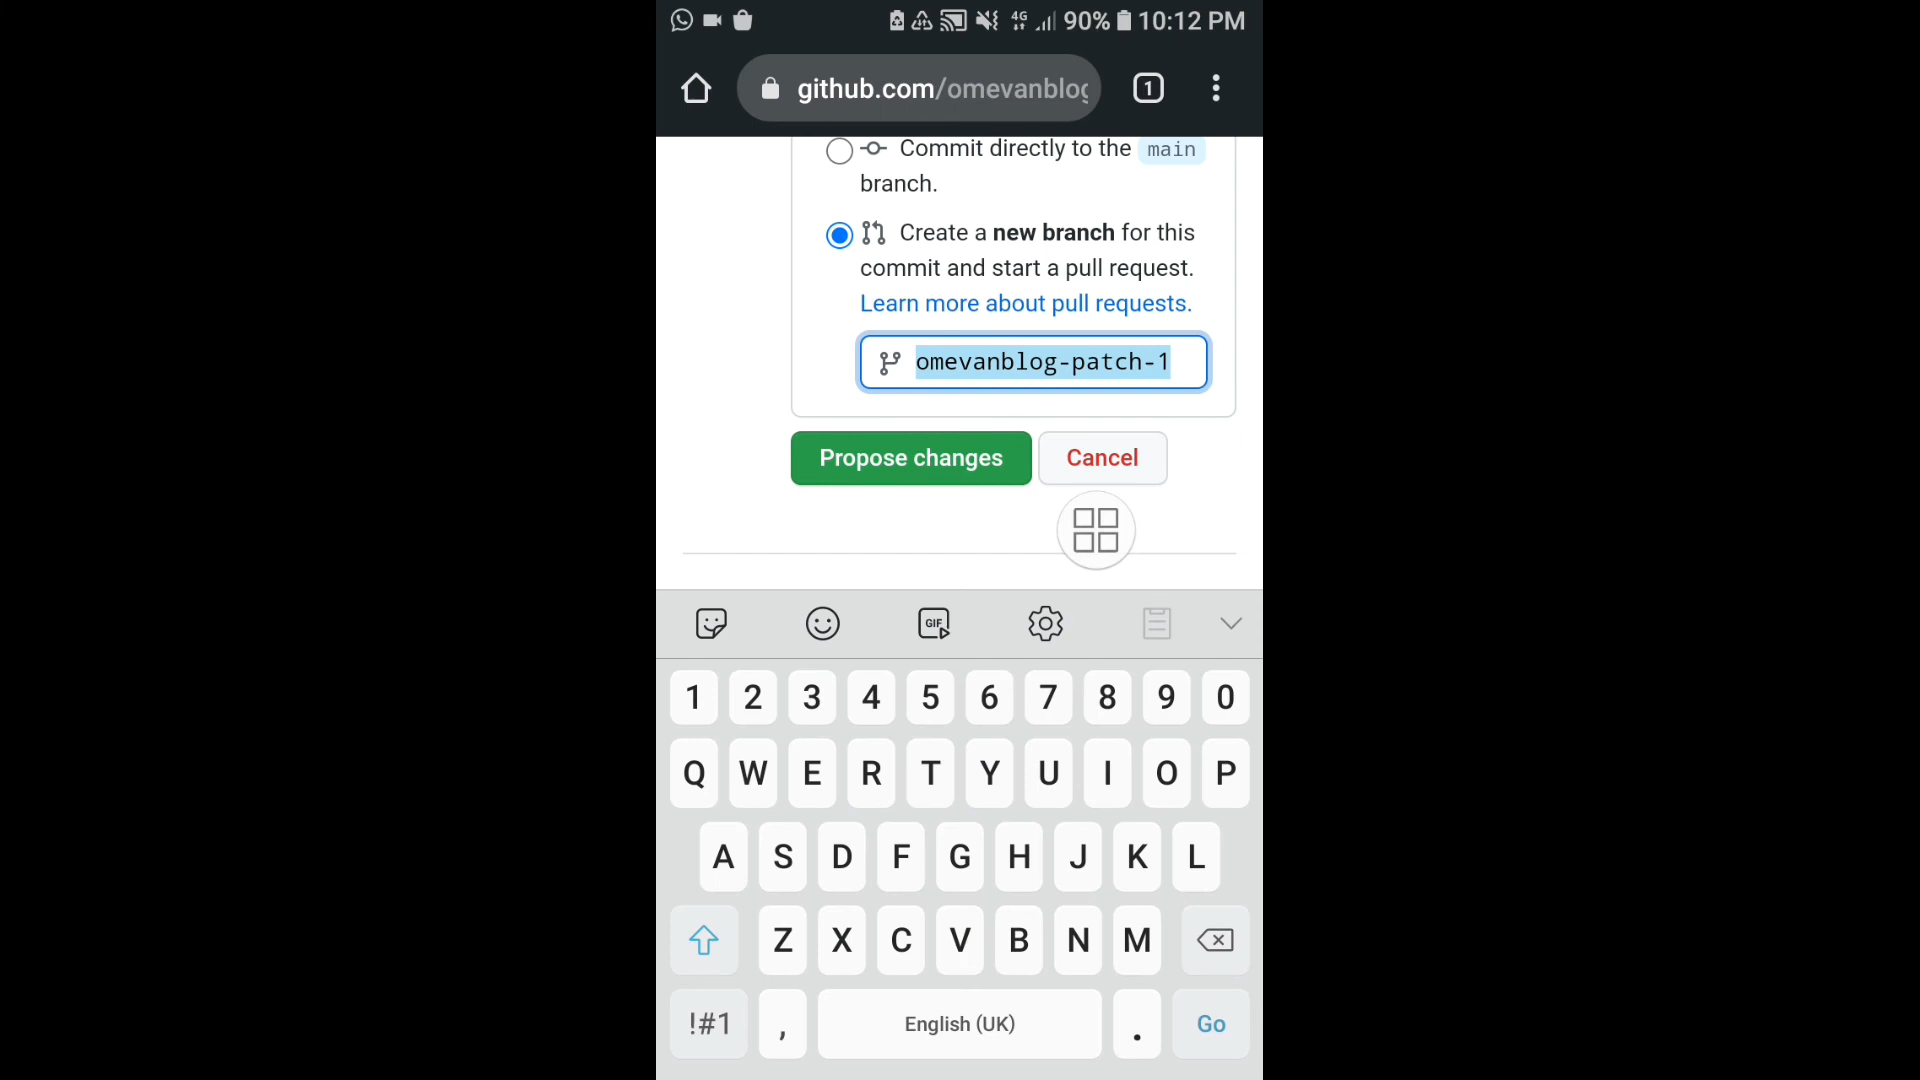 4G 90% 10:12 PM
github.com/omevanblog 1
Commit directly to the main
branch.
Create a new branch for this
commit and start a pull request.
Learn more about pull requests.
omevanblog-patch-1
Propose changes Cancel
GIF
1 2 3 4 5 6 7 8 9 0
Q W E R T Y U I O P
A S D F G H J K L
Z X C V B N M
!#1 , English (UK) . Go